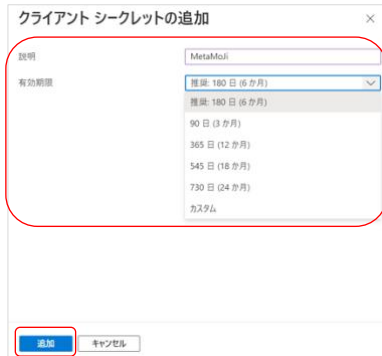 クライアント シークレットの追加
説明
MetaMoJi
有効期限
推奨: 180 日 (6 か月)
推奨: 180 日 (6 か月)
90 日 (3 か月)
365 日 (12 か月)
545 日 (18 か月)
730 日 (24 か月)
カスタム
追加
キャンセル